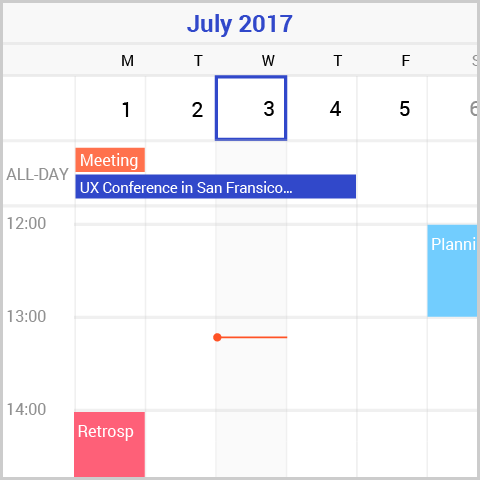 July 2017
M T W T F S
1 2 3 4 5 6
Meeting
ALL-DAY
UX Conference in San Fransico...
12:00
Planni
13:00
14:00
Retrosp